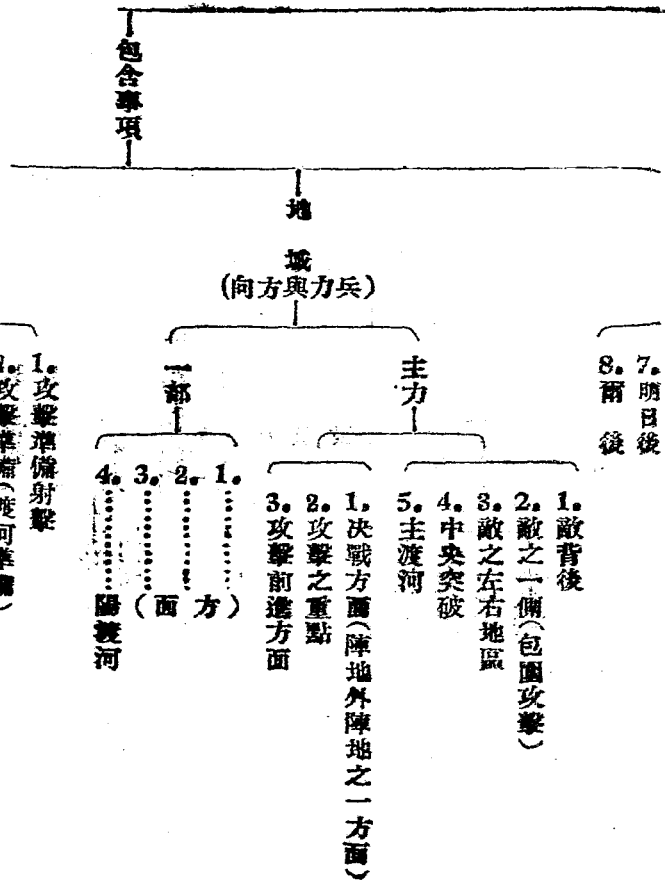 包含事項
地域
(兵力與方向)
7. 明日後
8. 爾後
主力
1. 敵背後
2. 敵之一側(包圍攻擊)
3. 敵之左右地區
4. 中央突破
5. 主渡河
1. 決戰方面(陣地外陣地之一方面)
2. 攻擊之重點
3. 攻擊前進方面
一部
1.……(
2.……方
3.……面
4.……陽渡河
1. 攻擊準備射擊
攻擊準備(渡河準備)